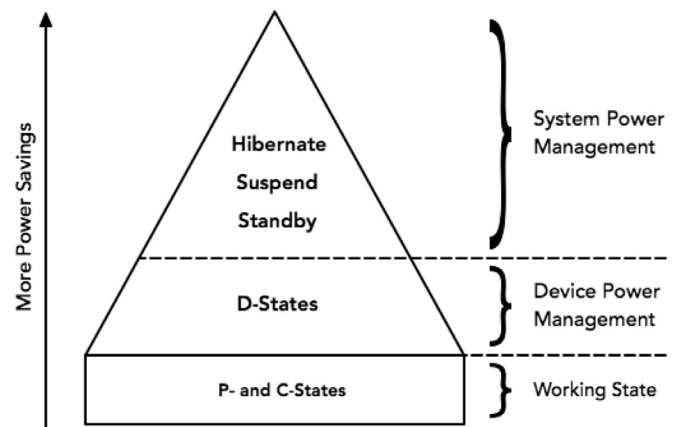 More Power Savings
Hibernate
Suspend
Standby
System Power
Management
D-States
Device Power
Management
P- and C-States
Working State